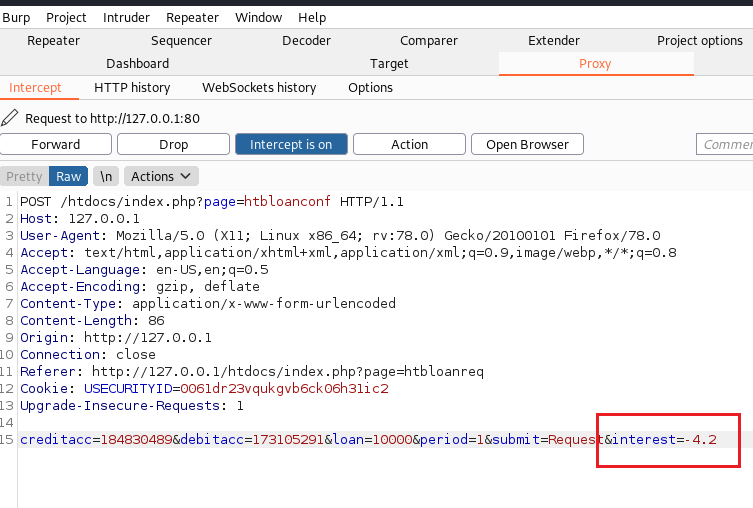 Burp Project Intruder Repeater Window Help
Repeater Sequencer Decoder Comparer Extender Project options
Dashboard Target Proxy
Intercept HTTP history WebSockets history Options
Request to http://127.0.0.1:80
Forward Drop Intercept is on Action Open Browser Commen
Pretty Raw \n Actions
1 POST /htdocs/index.php?page=htbloanconf HTTP/1.1
2 Host: 127.0.0.1
3 User-Agent: Mozilla/5.0 (X11; Linux x86_64; rv:78.0) Gecko/20100101 Firefox/78.0
4 Accept: text/html,application/xhtml+xml,application/xml;q=0.9,image/webp,*/*;q=0.8
5 Accept-Language: en-US,en;q=0.5
6 Accept-Encoding: gzip, deflate
7 Content-Type: application/x-www-form-urlencoded
8 Content-Length: 86
9 Origin: http://127.0.0.1
10 Connection: close
11 Referer: http://127.0.0.1/htdocs/index.php?page=htbloanreq
12 Cookie: USECURITYID=0061dr23vqukgvb6ck06h31ic2
13 Upgrade-Insecure-Requests: 1
14
15 creditacc=184830489&debitacc=173105291&loan=10000&period=1&submit=Request&interest=-4.2